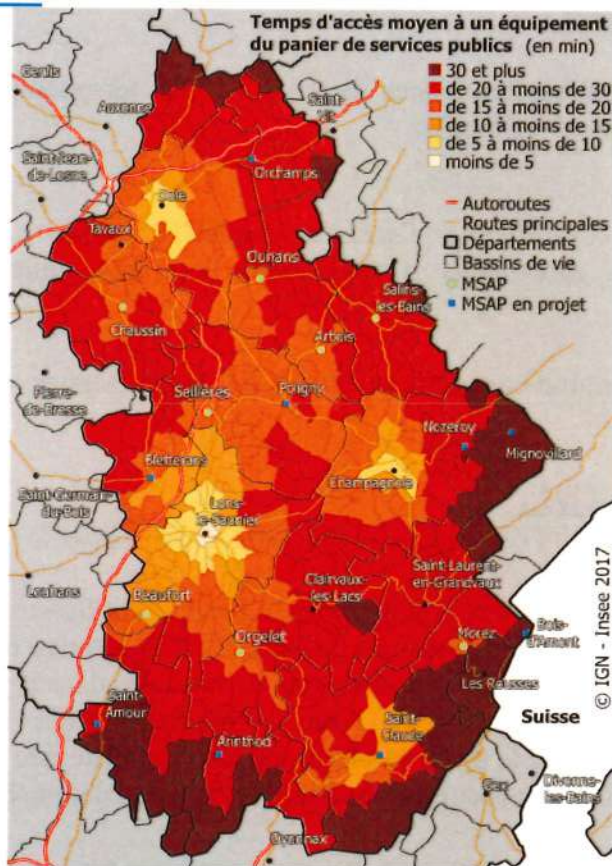 Temps d'accès moyen à un équipement
du panier de services publics (en min)
30 et plus
de 20 à moins de 30
de 15 à moins de 20
de 10 à moins de 15
de 5 à moins de 10
moins de 5
Autoroutes
Routes principales
Départements
Bassins de vie
MSAP
MSAP en projet
Genlis
Auxonne
Saint-
Vit
Saint-Jean-
de-Losne
Orchamps
Dole
Tavaux
Ounans
Salins
-les-Bains
Chaussin
Arbois
Pierre-
de-Bresse
Sellières
Poligny
Nozeroy
Mignovillard
Bletterans
Champagnole
Saint-Germain-
du-Bois
Lons-
le-Saunier
Louhans
Beaufort
Clairvaux-
les-Lacs
Saint-Laurent-
en-Grandvaux
Bois-
d'Amont
Orgelet
Morez
Les Rousses
Saint-
Amour
Arinthod
Saint-
Claude
Suisse
Gex
Divonne-
les-Bains
Oyonnax
© IGN - Insee 2017